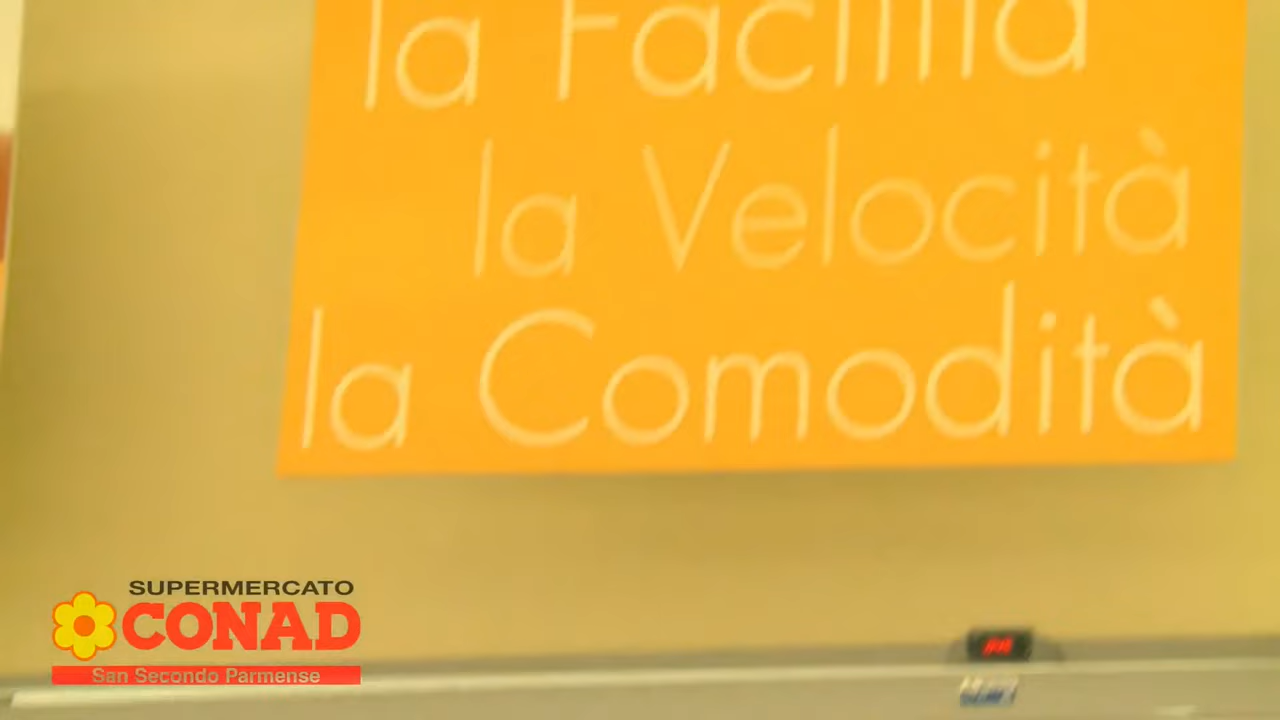 la Facilità
la Velocità
la Comodità
SUPERMERCATO
CONAD
San Secondo Parmense